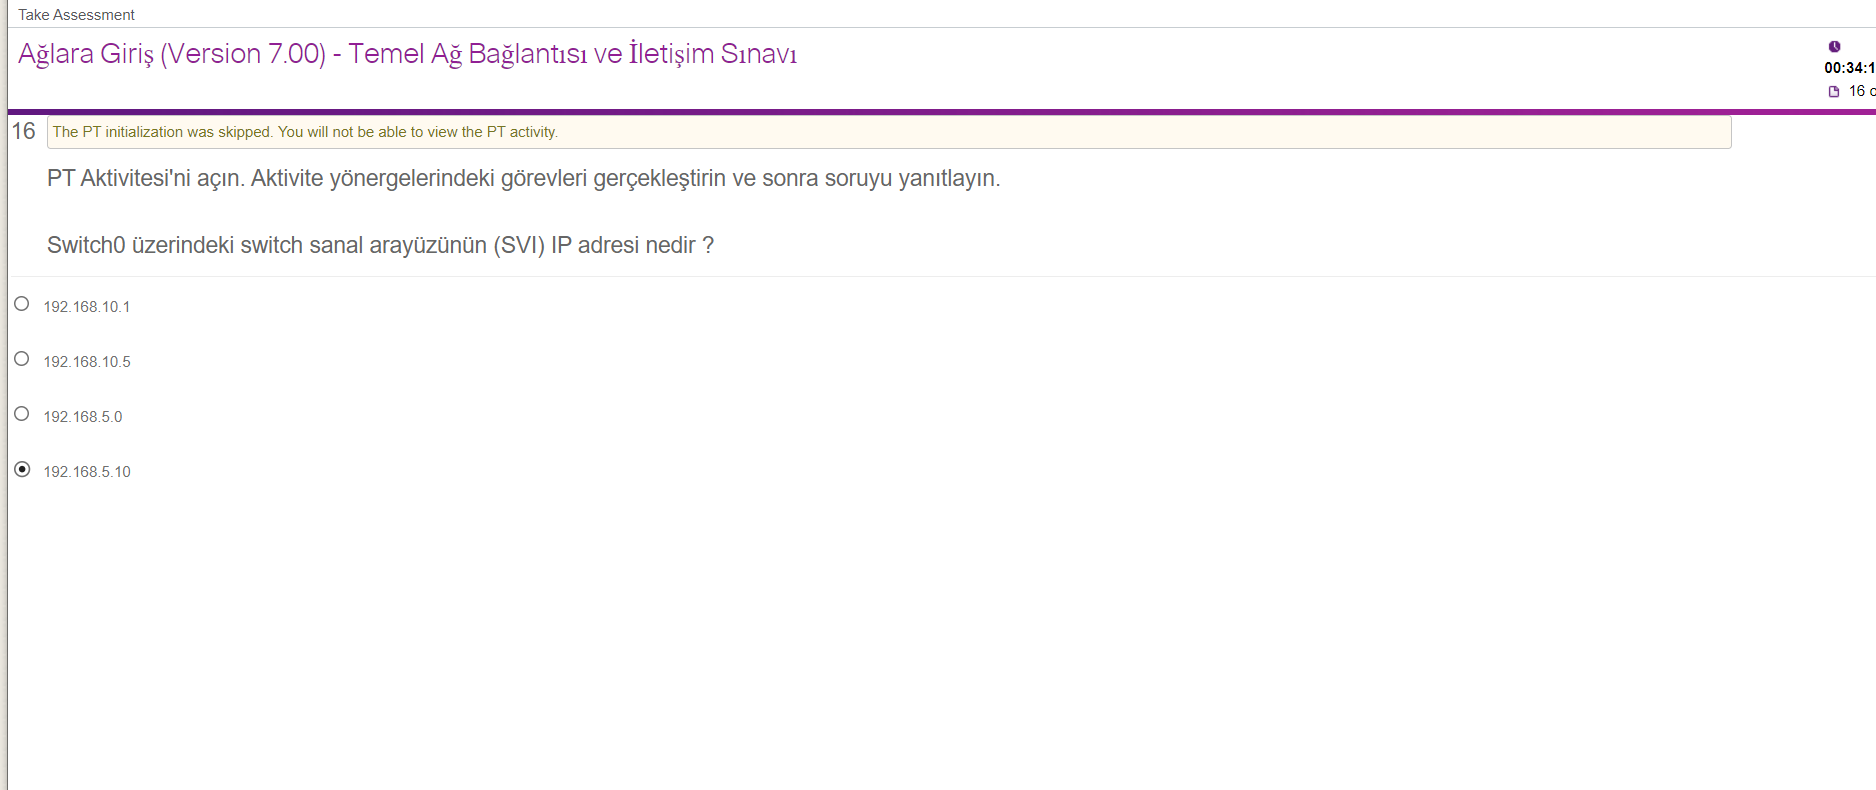 Take Assessment
Ağlara Giriş (Version 7.00) - Temel Ağ Bağlantısı ve İletişim Sınavı
00:34:1
16 o
16
The PT initialization was skipped. You will not be able to view the PT activity.
PT Aktivitesi'ni açın. Aktivite yönergelerindeki görevleri gerçekleştirin ve sonra soruyu yanıtlayın.
Switch0 üzerindeki switch sanal arayüzünün (SVI) IP adresi nedir ?
192.168.10.1
192.168.10.5
192.168.5.0
192.168.5.10